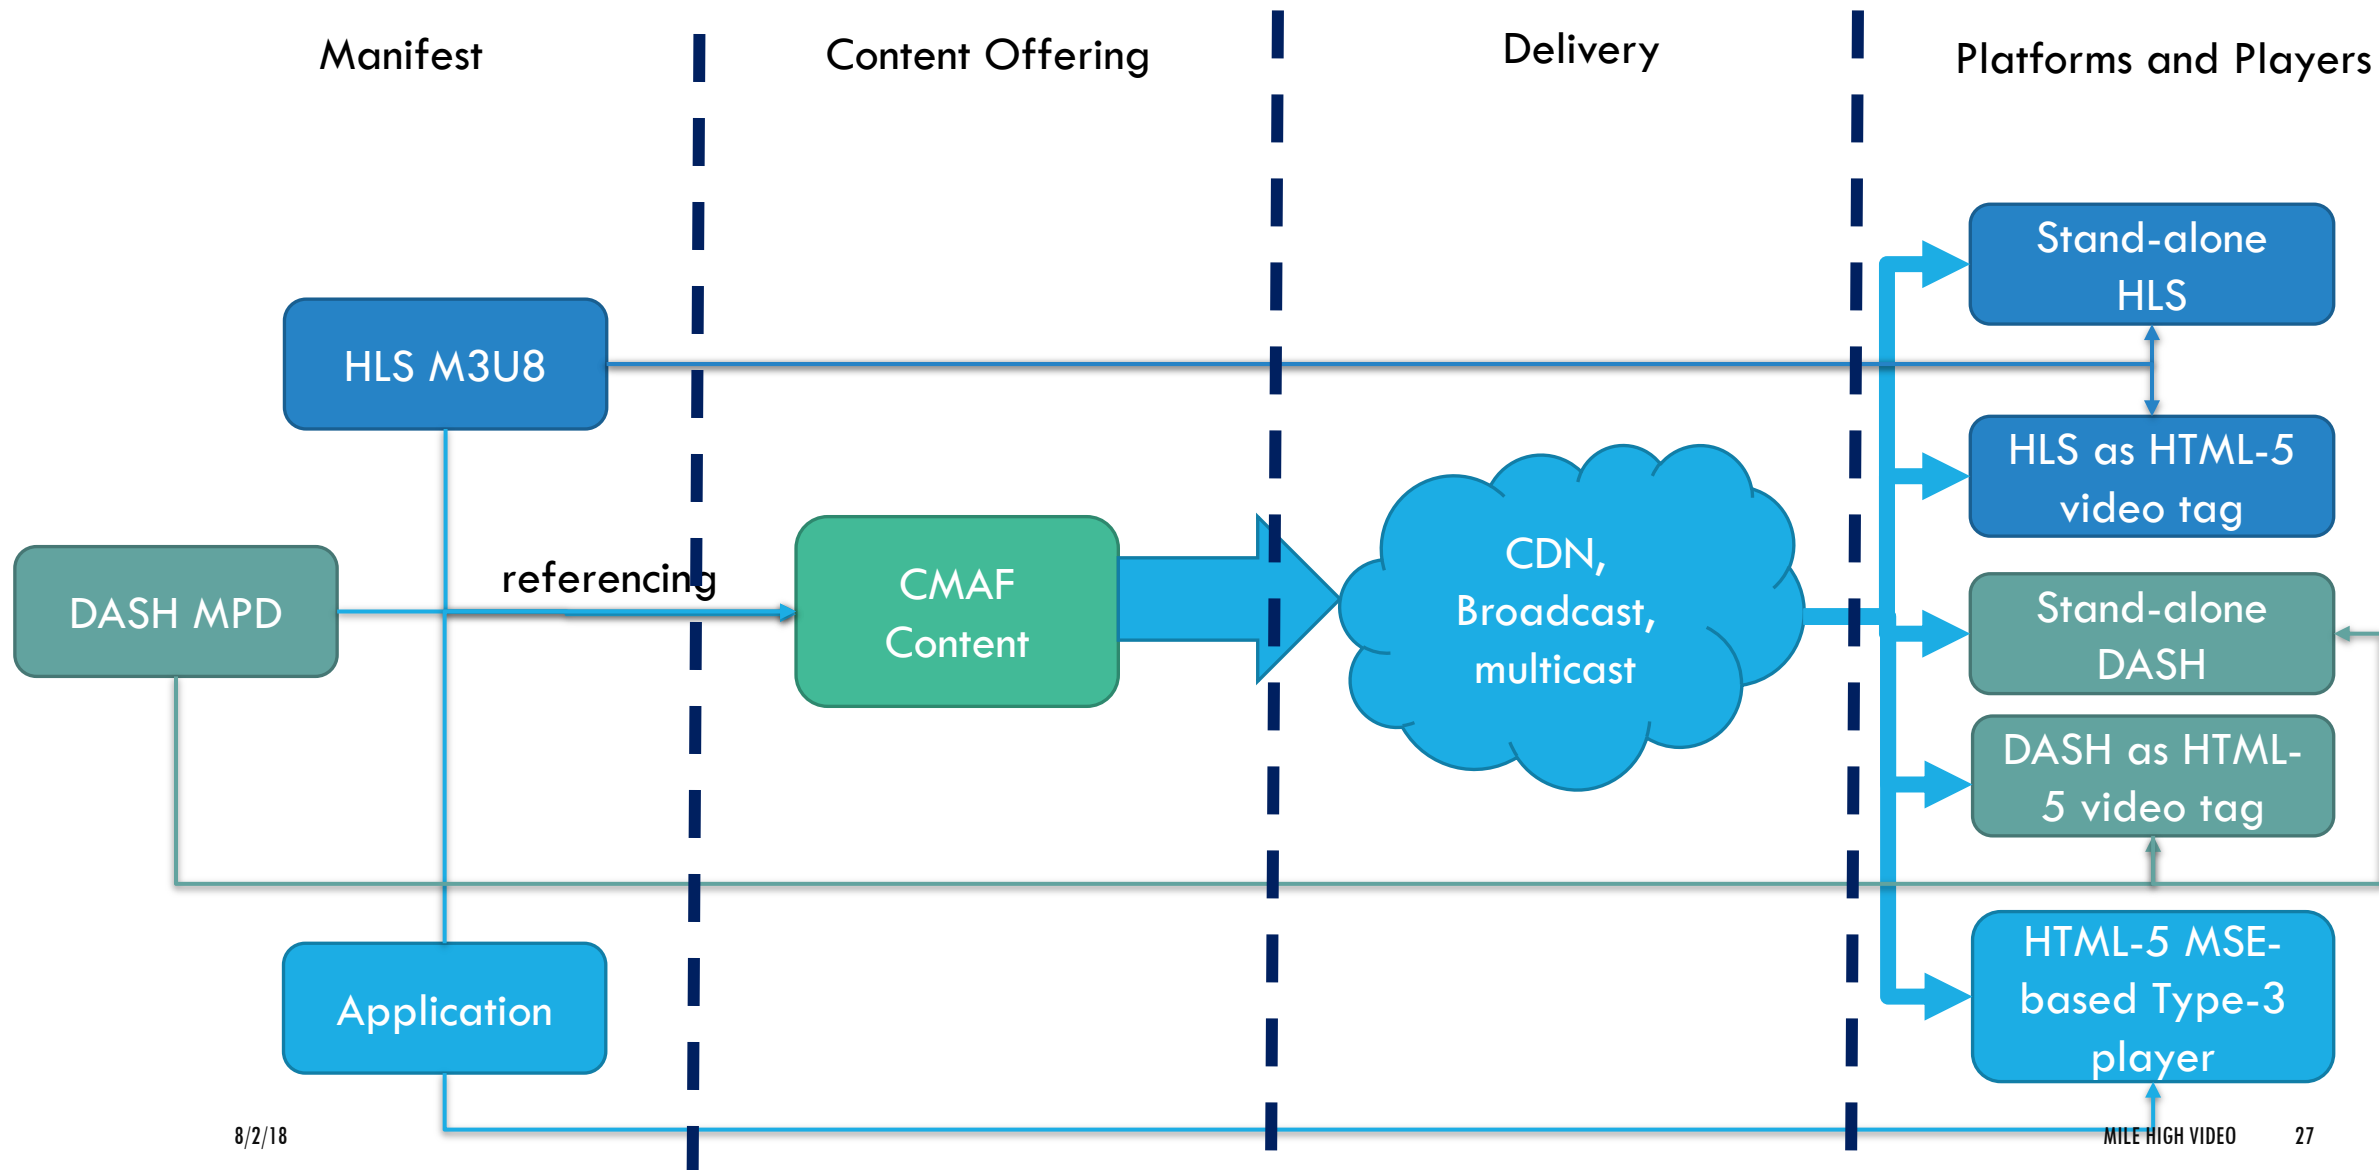 Manifest
Content Offering
Delivery
Platforms and Players
Stand-alone
HLS
HLS M3U8
HLS as HTML-5
video tag
referencing
DASH MPD
CMAF
Content
CDN,
Broadcast,
multicast
Stand-alone
DASH
DASH as HTML-
5 video tag
Application
HTML-5 MSE-
based Type-3
player
8/2/18
MILE HIGH VIDEO
27